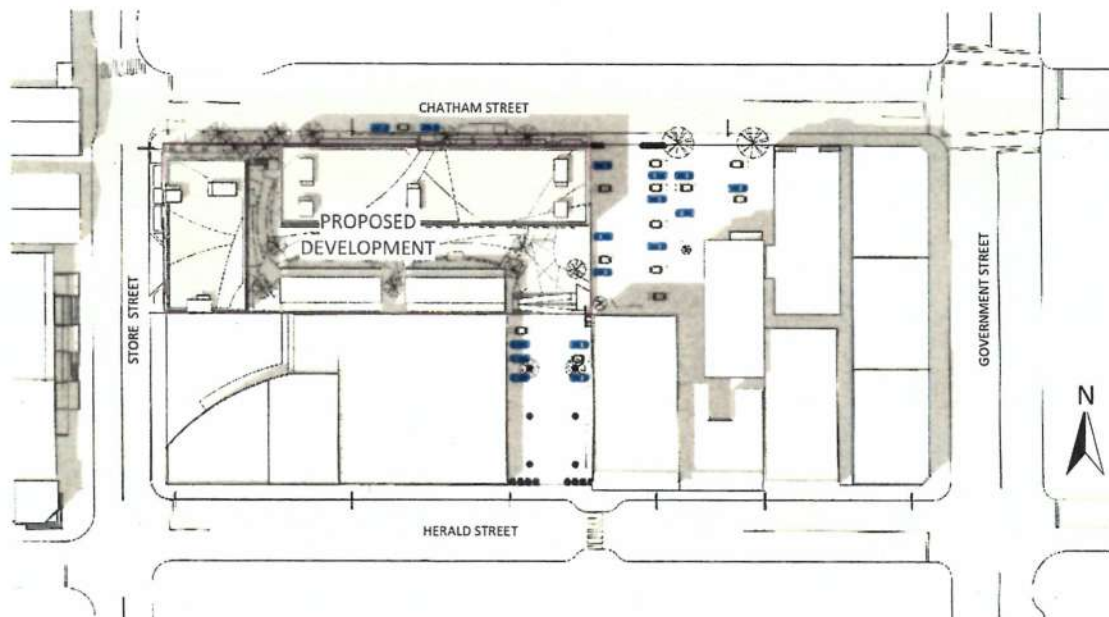 CHATHAM STREET
PROPOSED
DEVELOPMENT
STORE STREET
GOVERNMENT STREET
N
HERALD STREET